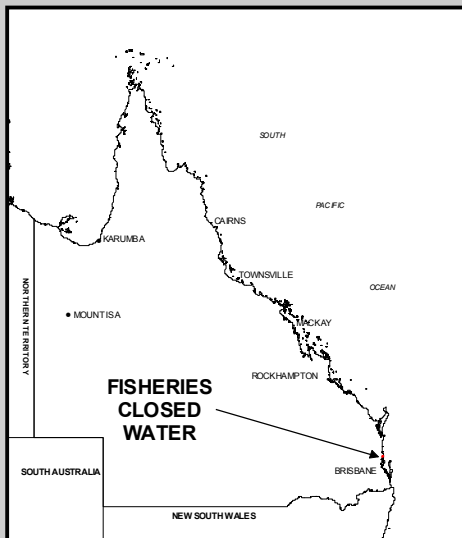 SOUTH
PACIFIC
CAIRNS
KARUMBA
TOWNSVILLE
OCEAN
NORTHERN TERRITORY
MOUNT ISA
MACKAY
ROCKHAMPTON
FISHERIES
CLOSED
WATER
BRISBANE
SOUTH AUSTRALIA
NEW SOUTH WALES